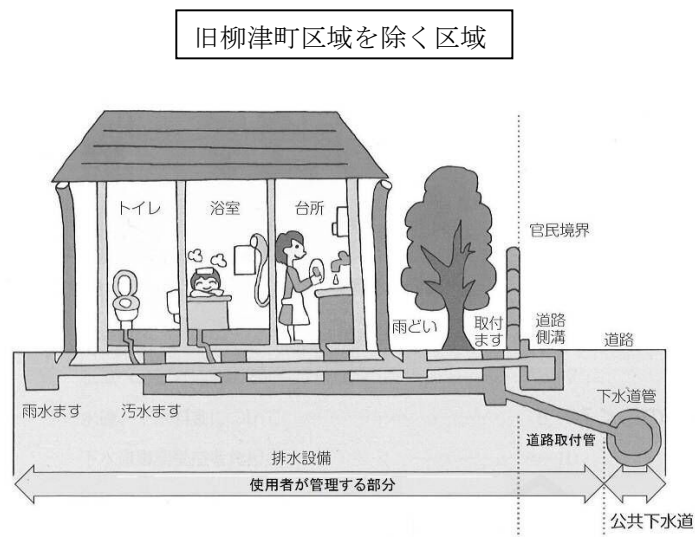 旧柳津町区域を除く区域
トイレ
浴室
台所
官民境界
雨どい
取付
ます
道路
側溝
道路
雨水ます
汚水ます
下水道管
道路取付管
排水設備
使用者が管理する部分
公共下水道